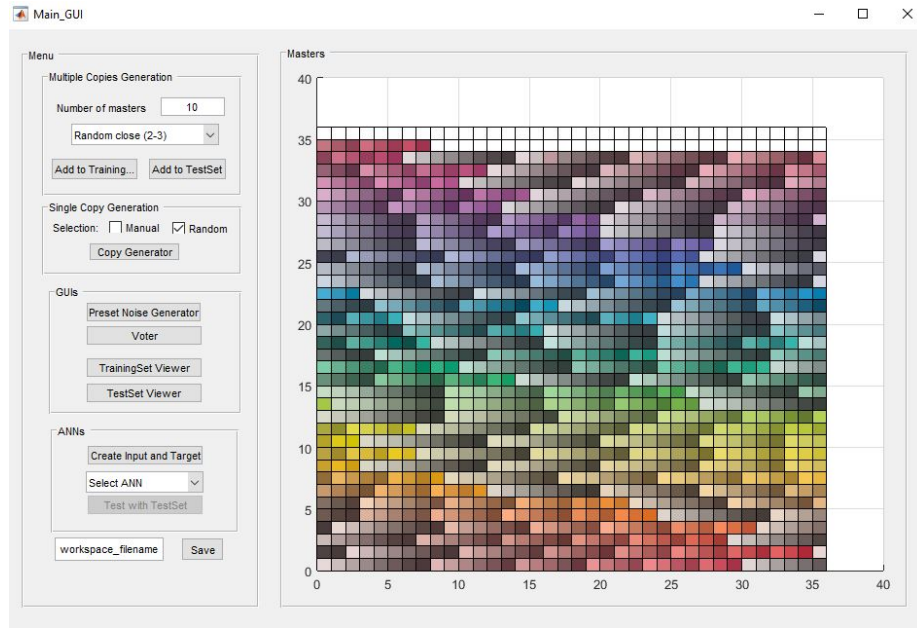 Main_GUI
Menu
Multiple Copies Generation
Number of masters 10
Random close (2-3)
Add to Training... Add to TestSet
Single Copy Generation
Selection: Manual Random
Copy Generator
GUIs
Preset Noise Generator
Voter
TrainingSet Viewer
TestSet Viewer
ANNs
Create Input and Target
Select ANN
Test with TestSet
workspace_filename Save
Masters
40
35
30
25
20
15
10
5
0
0 5 10 15 20 25 30 35 40